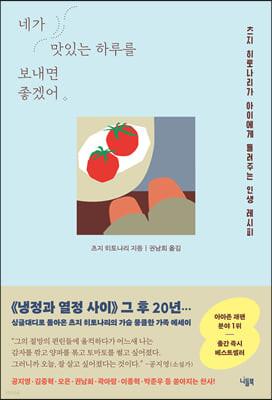 네가
맛있는 하루를
보내면
좋겠어。
츠지 히토나리가 아이에게 들려주는 인생 레시피
츠지 히토나리 지음 | 권남희 옮김
《냉정과 열정 사이》 그 후 20년…
싱글대디로 돌아온 츠지 히토나리의 가슴 뭉클한 가족 에세이
“그의 절망의 편린들에 울컥하다가 어느새 나는
감자를 깎고 양파를 볶고 토마토를 썰고 싶어졌다.
그러니까 오늘, 잘 살고 싶어졌다는 것이다.” -공지영(소설가)
공지영·김중혁·오은·권남희·곽아람·이종혁·박준우 등 쏟아지는 찬사!
아마존 재팬
분야 1위
출간 즉시
베스트셀러
니들북